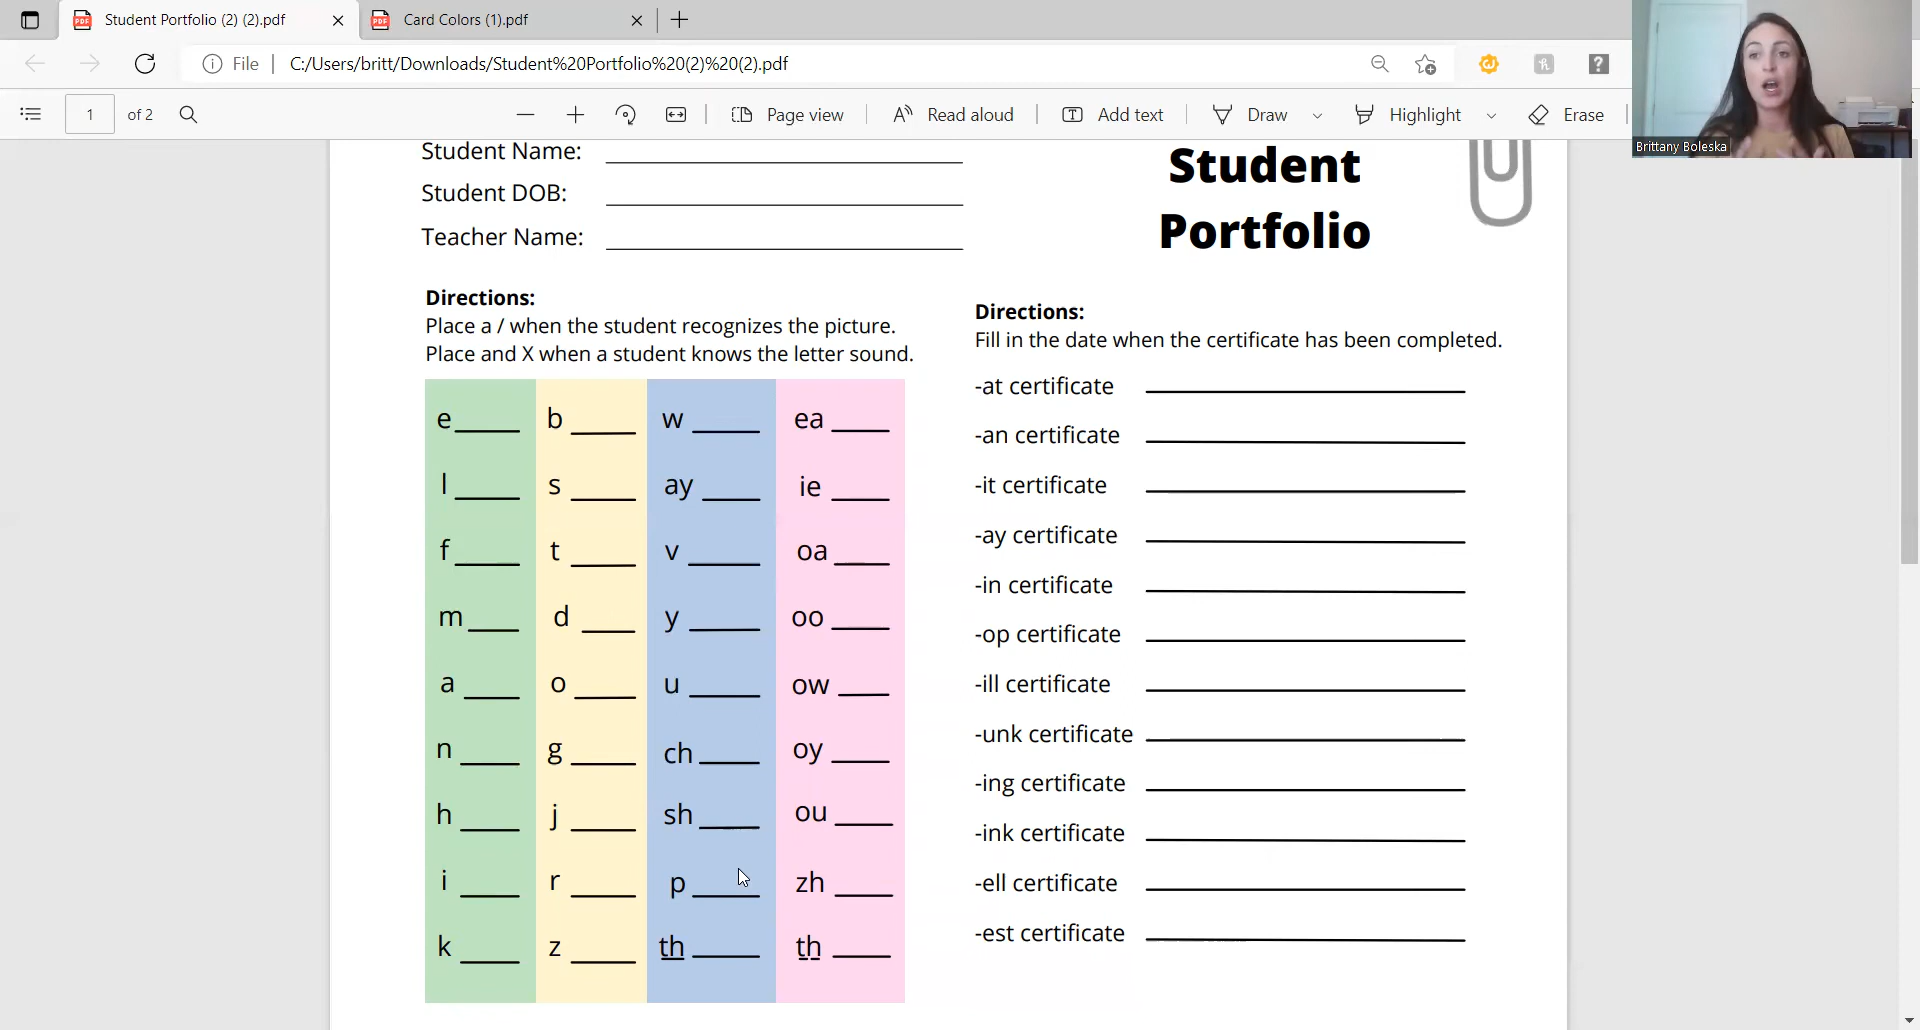 Student Portfolio (2) (2).pdf
Card Colors (1).pdf
File
C:/Users/britt/Downloads/Student%20Portfolio%20(2)%20(2).pdf
1 of 2
Page view
Read aloud
Add text
Draw
Highlight
Erase
Brittany Boleska
Student Name:
Student DOB:
Teacher Name:
Student
Portfolio
Directions:
Place a / when the student recognizes the picture.
Place and X when a student knows the letter sound.
e b w ea
l s ay ie
f t v oa
m d y oo
a o u ow
n g ch oy
h j sh ou
i r p zh
k z th th
Directions:
Fill in the date when the certificate has been completed.
-at certificate
-an certificate
-it certificate
-ay certificate
-in certificate
-op certificate
-ill certificate
-unk certificate
-ing certificate
-ink certificate
-ell certificate
-est certificate